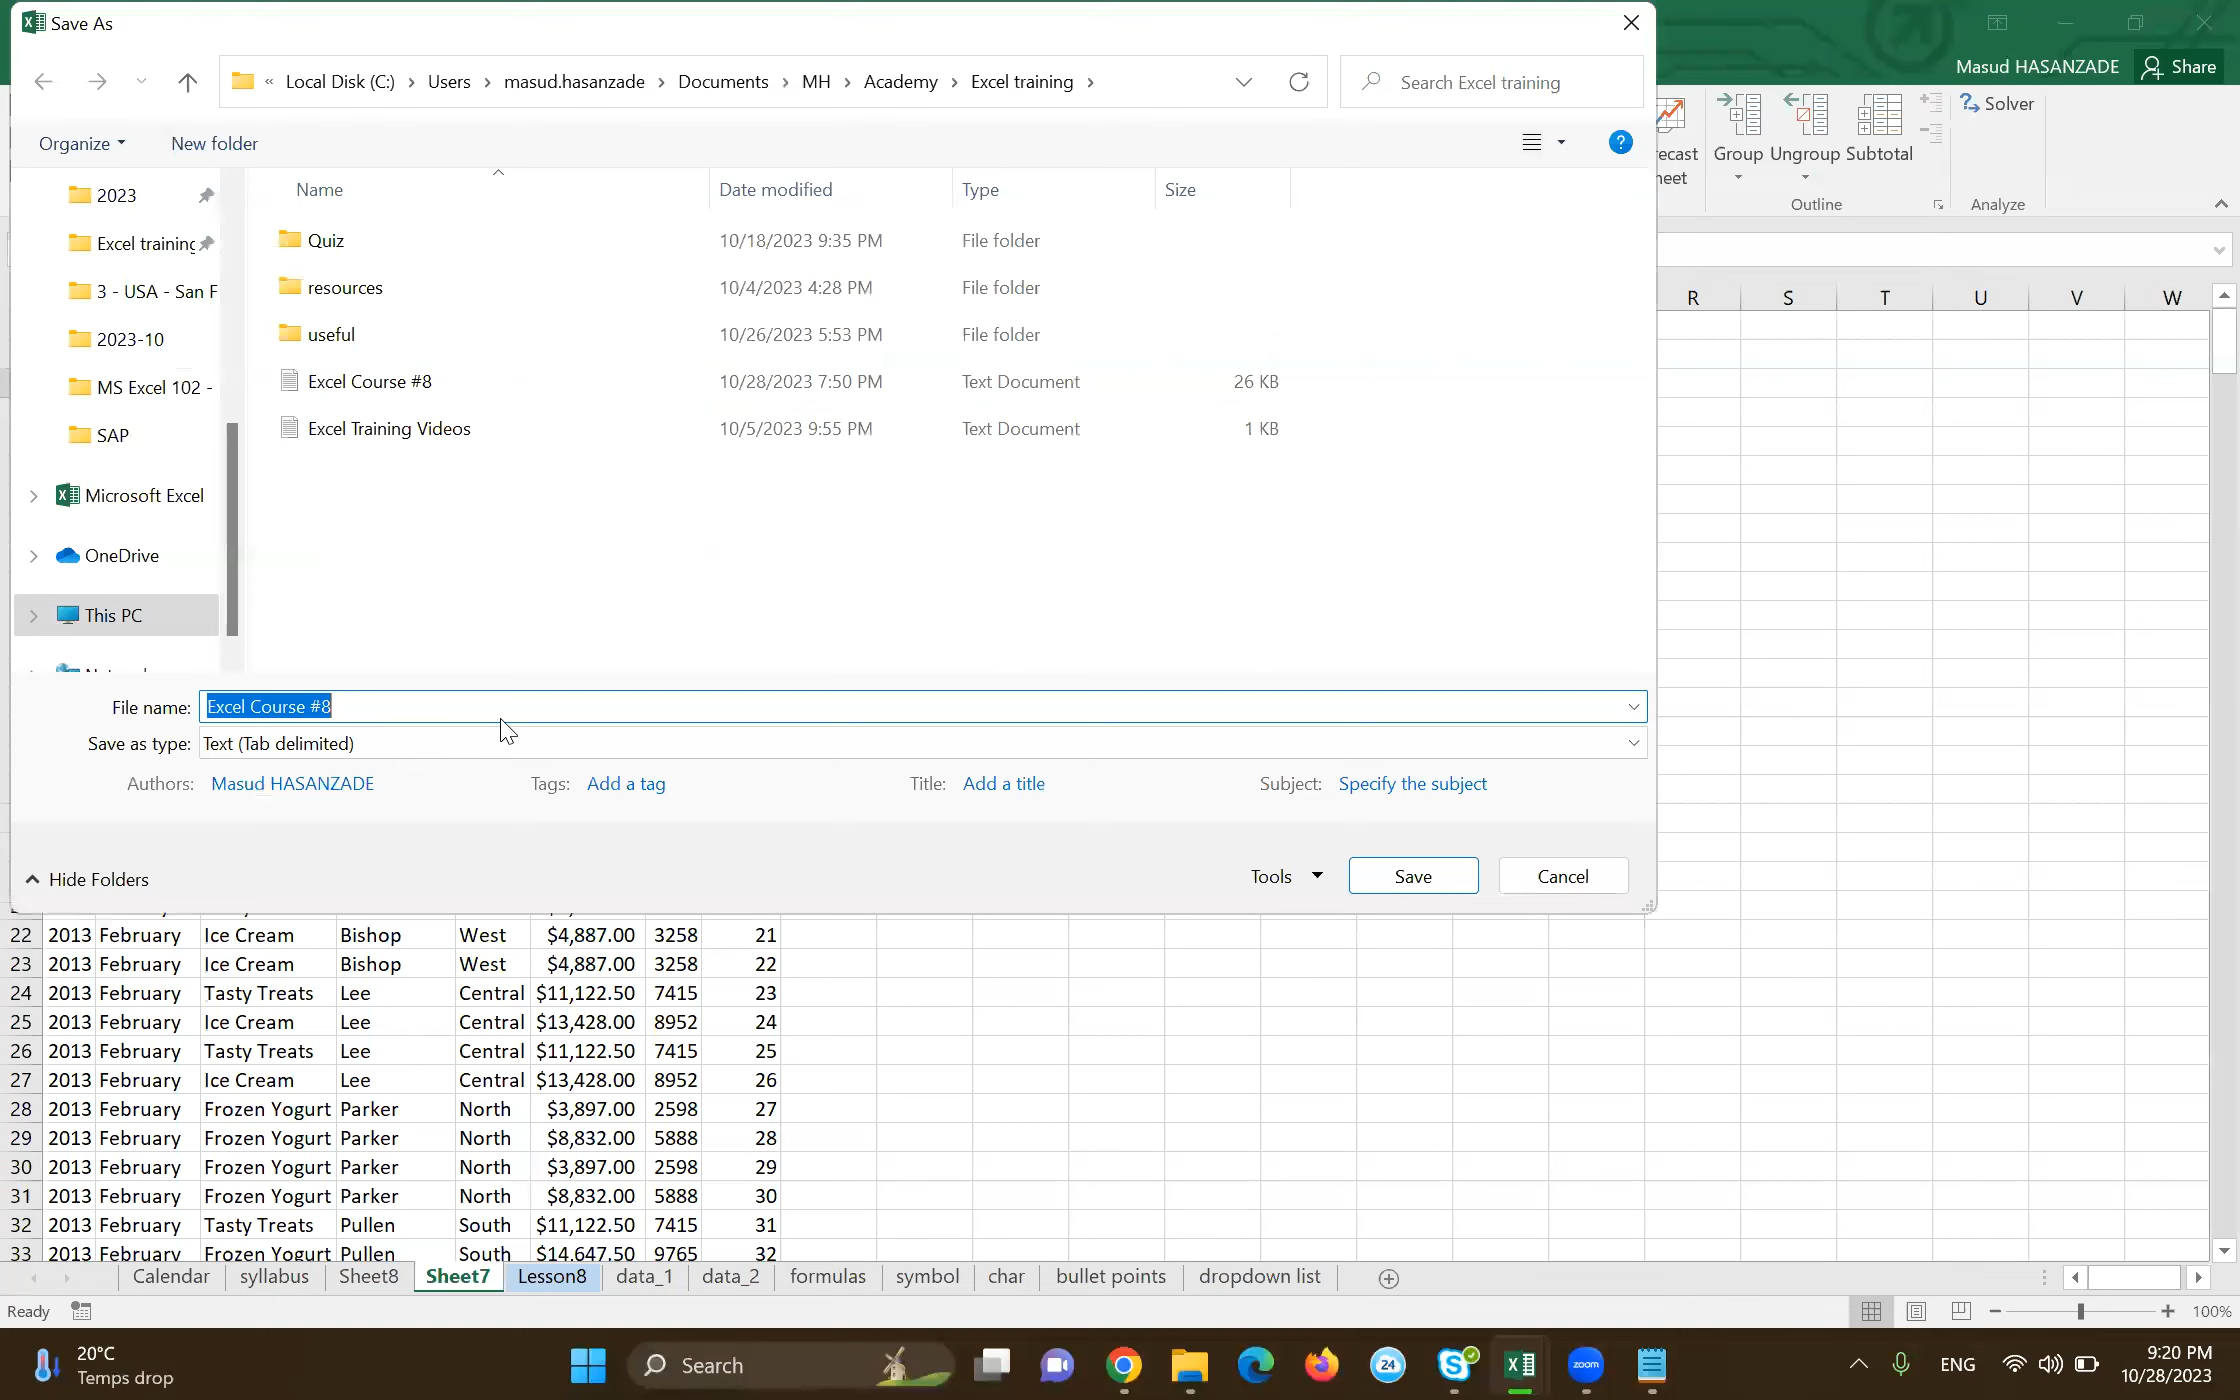 Save As
Masud HASANZADE Share
« Local Disk (C:) › Users › masud.hasanzade › Documents › MH › Academy › Excel training ›
Search Excel training
Solver
Organize New folder
Group Ungroup Subtotal
Outline
Analyze
Name Date modified Type Size
2023
Excel training
3 - USA - San F
2023-10
MS Excel 102 -
SAP
Microsoft Excel
OneDrive
This PC
Quiz 10/18/2023 9:35 PM File folder
resources 10/4/2023 4:28 PM File folder
useful 10/26/2023 5:53 PM File folder
Excel Course #8 10/28/2023 7:50 PM Text Document 26 KB
Excel Training Videos 10/5/2023 9:55 PM Text Document 1 KB
R S T U V W
File name: Excel Course #8
Save as type: Text (Tab delimited)
Authors: Masud HASANZADE Tags: Add a tag Title: Add a title Subject: Specify the subject
Hide Folders
Tools Save Cancel
22 2013 February Ice Cream Bishop West $4,887.00 3258 21
23 2013 February Ice Cream Bishop West $4,887.00 3258 22
24 2013 February Tasty Treats Lee Central $11,122.50 7415 23
25 2013 February Ice Cream Lee Central $13,428.00 8952 24
26 2013 February Tasty Treats Lee Central $11,122.50 7415 25
27 2013 February Ice Cream Lee Central $13,428.00 8952 26
28 2013 February Frozen Yogurt Parker North $3,897.00 2598 27
29 2013 February Frozen Yogurt Parker North $8,832.00 5888 28
30 2013 February Frozen Yogurt Parker North $3,897.00 2598 29
31 2013 February Frozen Yogurt Parker North $8,832.00 5888 30
32 2013 February Tasty Treats Pullen South $11,122.50 7415 31
33 2013 February Frozen Yogurt Pullen South $14,647.50 9765 32
Calendar syllabus Sheet8 Sheet7 Lesson8 data_1 data_2 formulas symbol char bullet points dropdown list
Ready
100%
20°C
Temps drop
Search
24
zoom
ENG
9:20 PM
10/28/2023